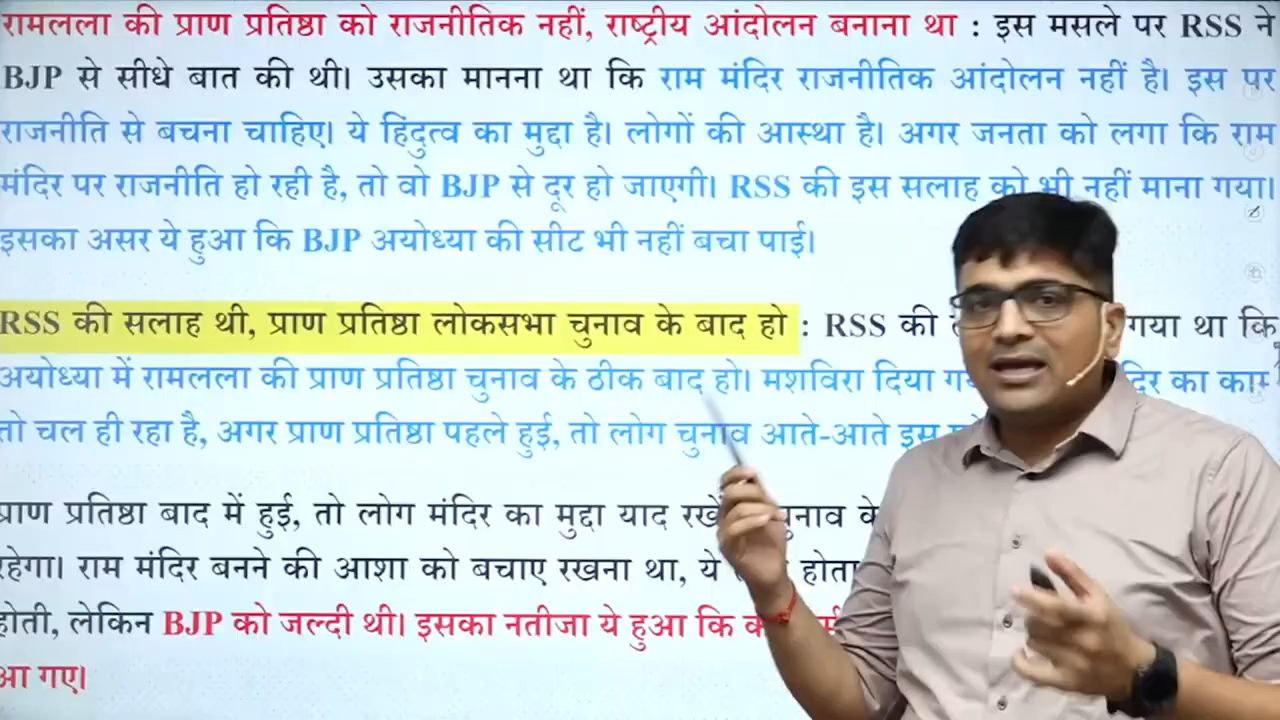 रामलला की प्राण प्रतिष्ठा को राजनीतिक नहीं, राष्ट्रीय आंदोलन बनाना था : इस मसले पर RSS ने
BJP से सीधे बात की थी। उसका मानना था कि राम मंदिर राजनीतिक आंदोलन नहीं है। इस पर
राजनीति से बचना चाहिए। ये हिंदुत्व का मुद्दा है। लोगों की आस्था है। अगर जनता को लगा कि राम
मंदिर पर राजनीति हो रही है, तो वो BJP से दूर हो जाएगी। RSS की इस सलाह को भी नहीं माना गया।
इसका असर ये हुआ कि BJP अयोध्या की सीट भी नहीं बचा पाई।
RSS की सलाह थी, प्राण प्रतिष्ठा लोकसभा चुनाव के बाद हो : RSS की गया था कि
अयोध्या में रामलला की प्राण प्रतिष्ठा चुनाव के ठीक बाद हो। मशविरा दिया का काम
तो चल ही रहा है, अगर प्राण प्रतिष्ठा पहले हुई, तो लोग चुनाव आते-आते इस
प्राण प्रतिष्ठा बाद में हुई, तो लोग मंदिर का मुद्दा याद चुनाव
रहेगा। राम मंदिर बनने की आशा को बचाए रखना था, ये होता
होती, लेकिन BJP को जल्दी थी। इसका नतीजा ये हुआ कि
आ गए।